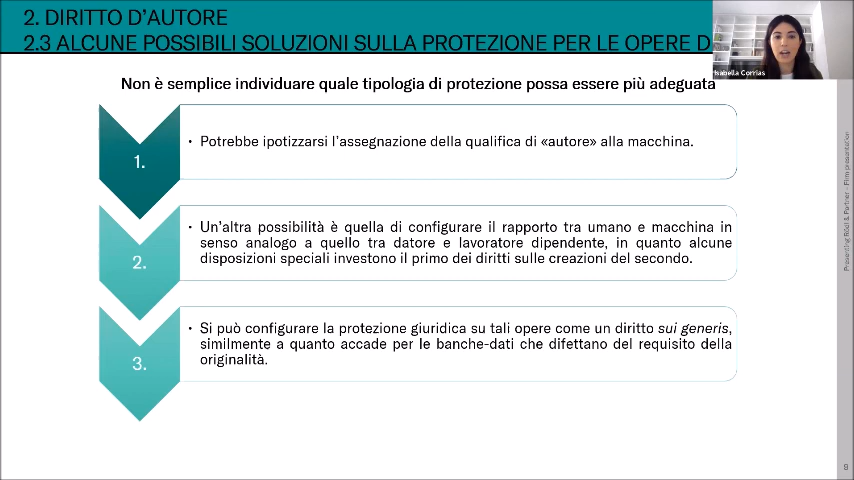 2. DIRITTO D'AUTORE
2.3 ALCUNE POSSIBILI SOLUZIONI SULLA PROTEZIONE PER LE OPERE D
Isabella Corrias
Non è semplice individuare quale tipologia di protezione possa essere più adeguata
1.
• Potrebbe ipotizzarsi l'assegnazione della qualifica di «autore» alla macchina.
2.
• Un'altra possibilità è quella di configurare il rapporto tra umano e macchina in
senso analogo a quello tra datore e lavoratore dipendente, in quanto alcune
disposizioni speciali investono il primo dei diritti sulle creazioni del secondo.
3.
• Si può configurare la protezione giuridica su tali opere come un diritto sui generis,
similmente a quanto accade per le banche-dati che difettano del requisito della
originalità.
Presenting Rödl & Partner – Firm presentation
8